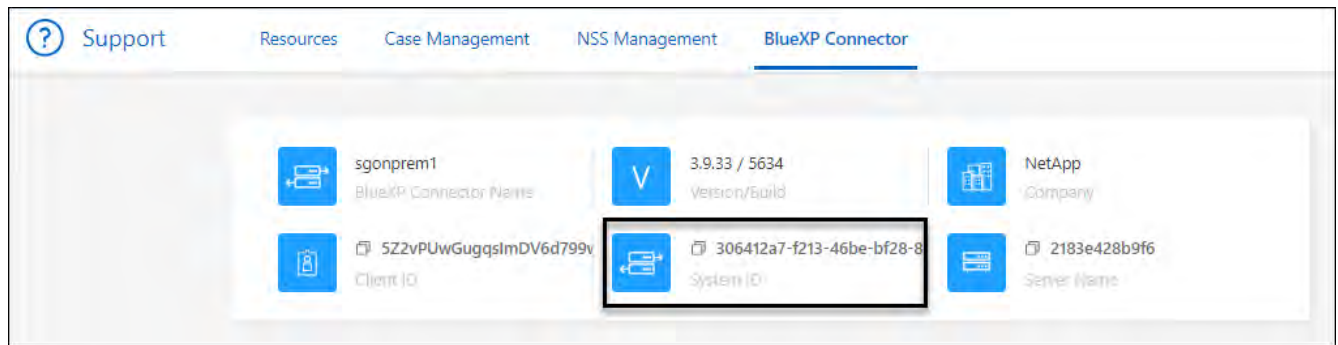 ? Support Resources Case Management NSS Management BlueXP Connector
sgonprem1 V 3.9.33 / 5634 NetApp
BlueXP Connector Name Version/Build Company
5Z2vPUwGugqsImDV6d799v 306412a7-f213-46be-bf28-8 2183e428b9f6
Client ID System ID Server Name